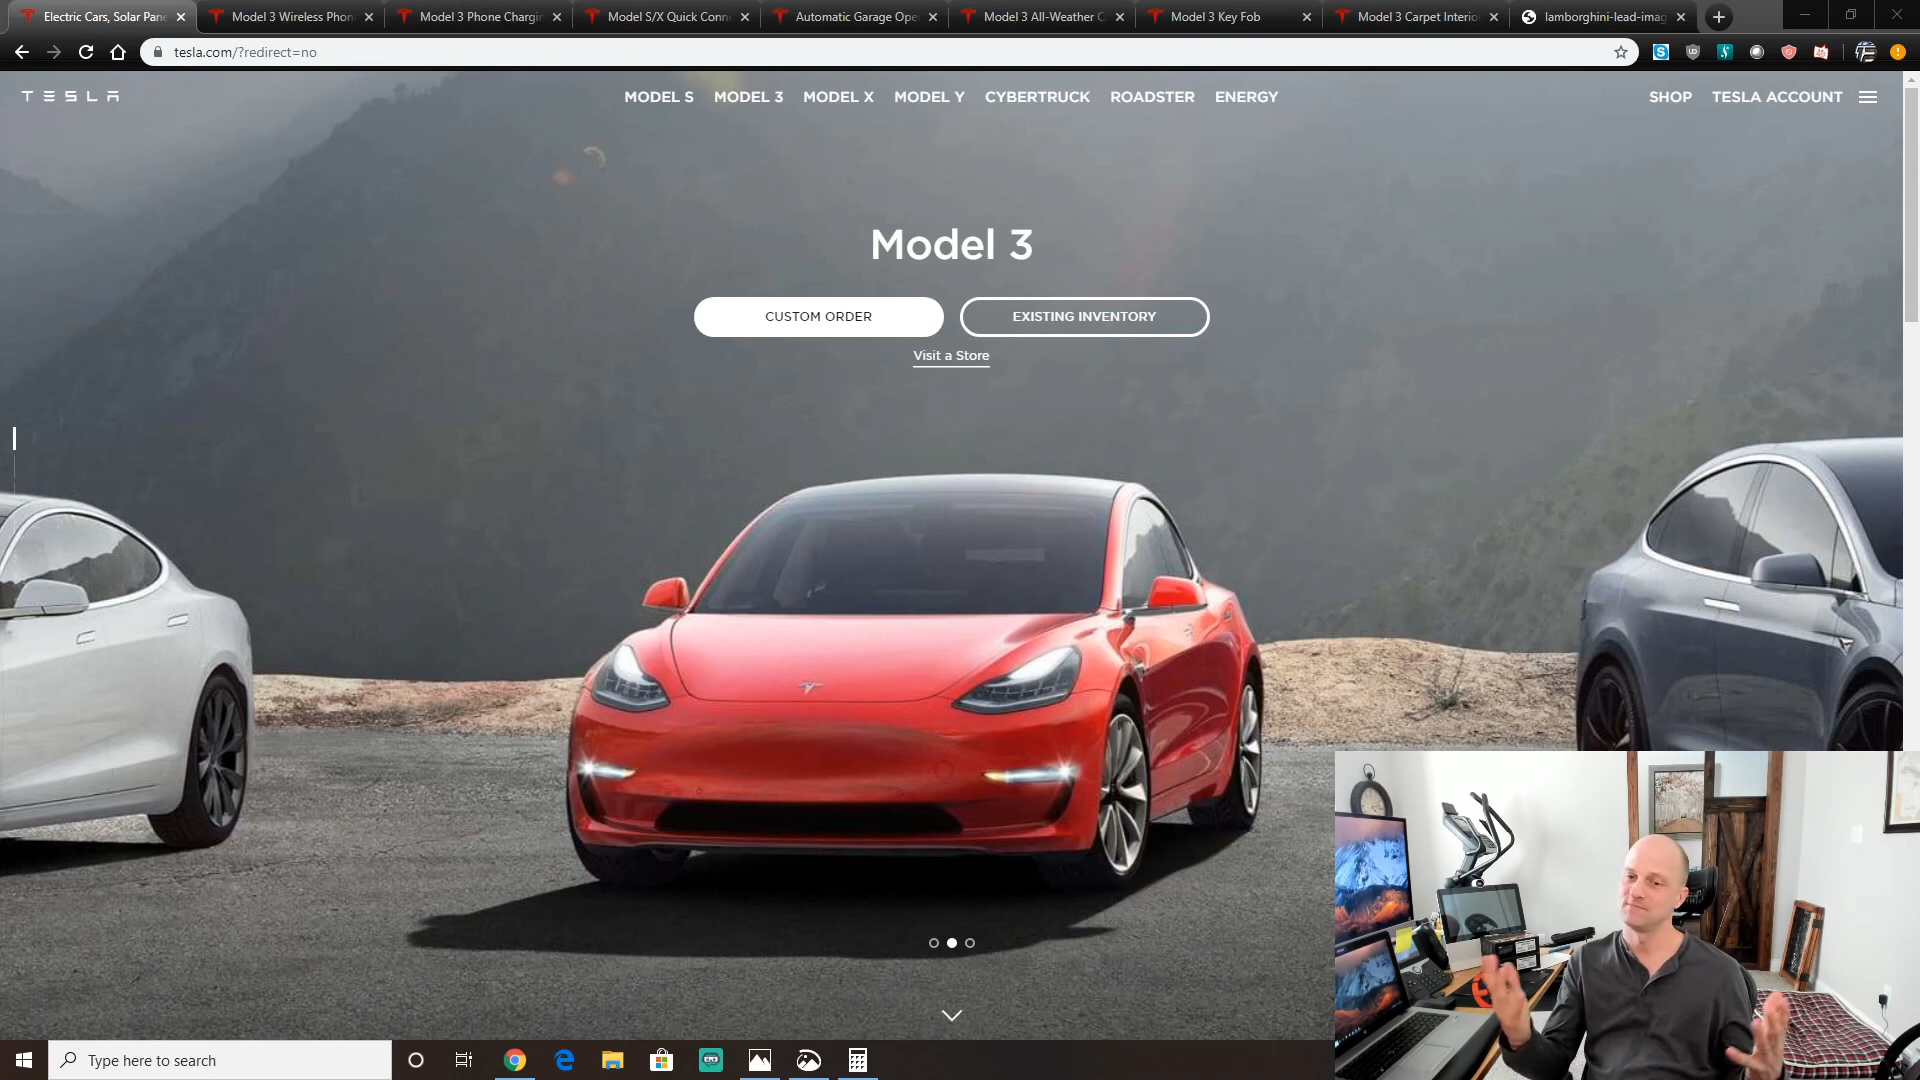 Electric Cars, Solar Pane
Model 3 Wireless Phon
Model 3 Phone Chargin
Model S/X Quick Conn
Automatic Garage Ope
Model 3 All-Weather C
Model 3 Key Fob
Model 3 Carpet Interio
lamborghini-lead-imag
tesla.com/?redirect=no
TESLA
MODEL S MODEL 3 MODEL X MODEL Y CYBERTRUCK ROADSTER ENERGY
SHOP TESLA ACCOUNT
Model 3
CUSTOM ORDER
EXISTING INVENTORY
Visit a Store
Type here to search